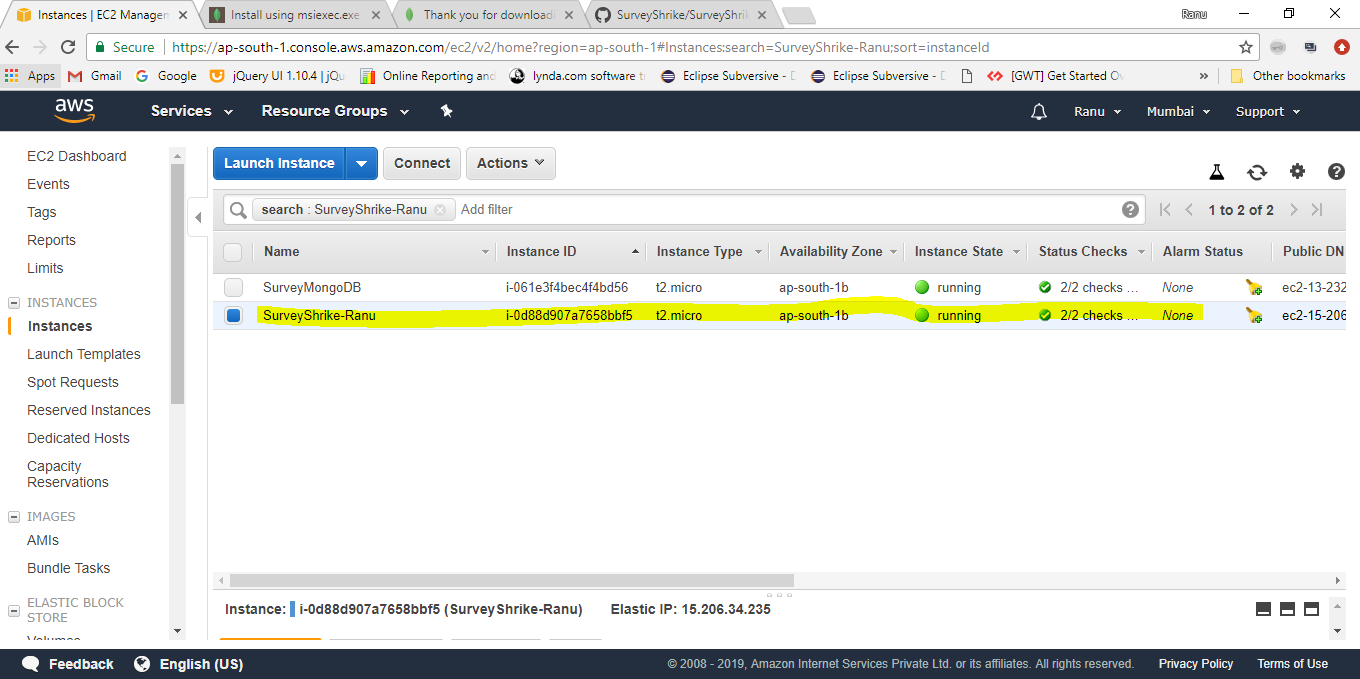 Instances | EC2 Managem
Install using msiexec.exe
Thank you for downloadi
SurveyShrike/SurveyShrik
Ranu
Secure https://ap-south-1.console.aws.amazon.com/ec2/v2/home?region=ap-south-1#Instances:search=SurveyShrike-Ranu;sort=instanceId
Apps Gmail Google jQuery UI 1.10.4 | jQu Online Reporting and lynda.com software t Eclipse Subversive - D Eclipse Subversive - D [GWT] Get Started Ov » Other bookmarks
aws Services Resource Groups Ranu Mumbai Support
EC2 Dashboard
Events
Tags
Reports
Limits
INSTANCES
Instances
Launch Templates
Spot Requests
Reserved Instances
Dedicated Hosts
Capacity
Reservations
IMAGES
AMIs
Bundle Tasks
ELASTIC BLOCK
STORE
Volumes
Launch Instance Connect Actions
search : SurveyShrike-Ranu Add filter 1 to 2 of 2
Name Instance ID Instance Type Availability Zone Instance State Status Checks Alarm Status Public DN
SurveyMongoDB i-061e3f4bec4f4bd56 t2.micro ap-south-1b running 2/2 checks ... None ec2-13-232
SurveyShrike-Ranu i-0d88d907a7658bbf5 t2.micro ap-south-1b running 2/2 checks ... None ec2-15-206
Instance: i-0d88d907a7658bbf5 (SurveyShrike-Ranu) Elastic IP: 15.206.34.235
Feedback English (US) © 2008 - 2019, Amazon Internet Services Private Ltd. or its affiliates. All rights reserved. Privacy Policy Terms of Use